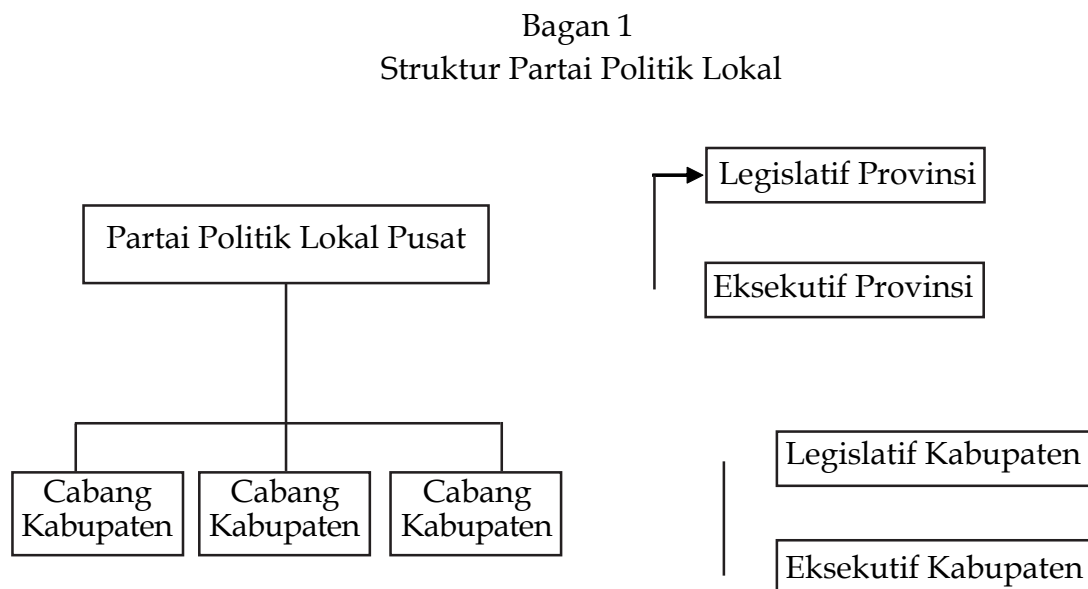 Bagan 1
Struktur Partai Politik Lokal
Legislatif Provinsi
Partai Politik Lokal Pusat
Eksekutif Provinsi
Legislatif Kabupaten
Cabang
Kabupaten
Cabang
Kabupaten
Cabang
Kabupaten
Eksekutif Kabupaten